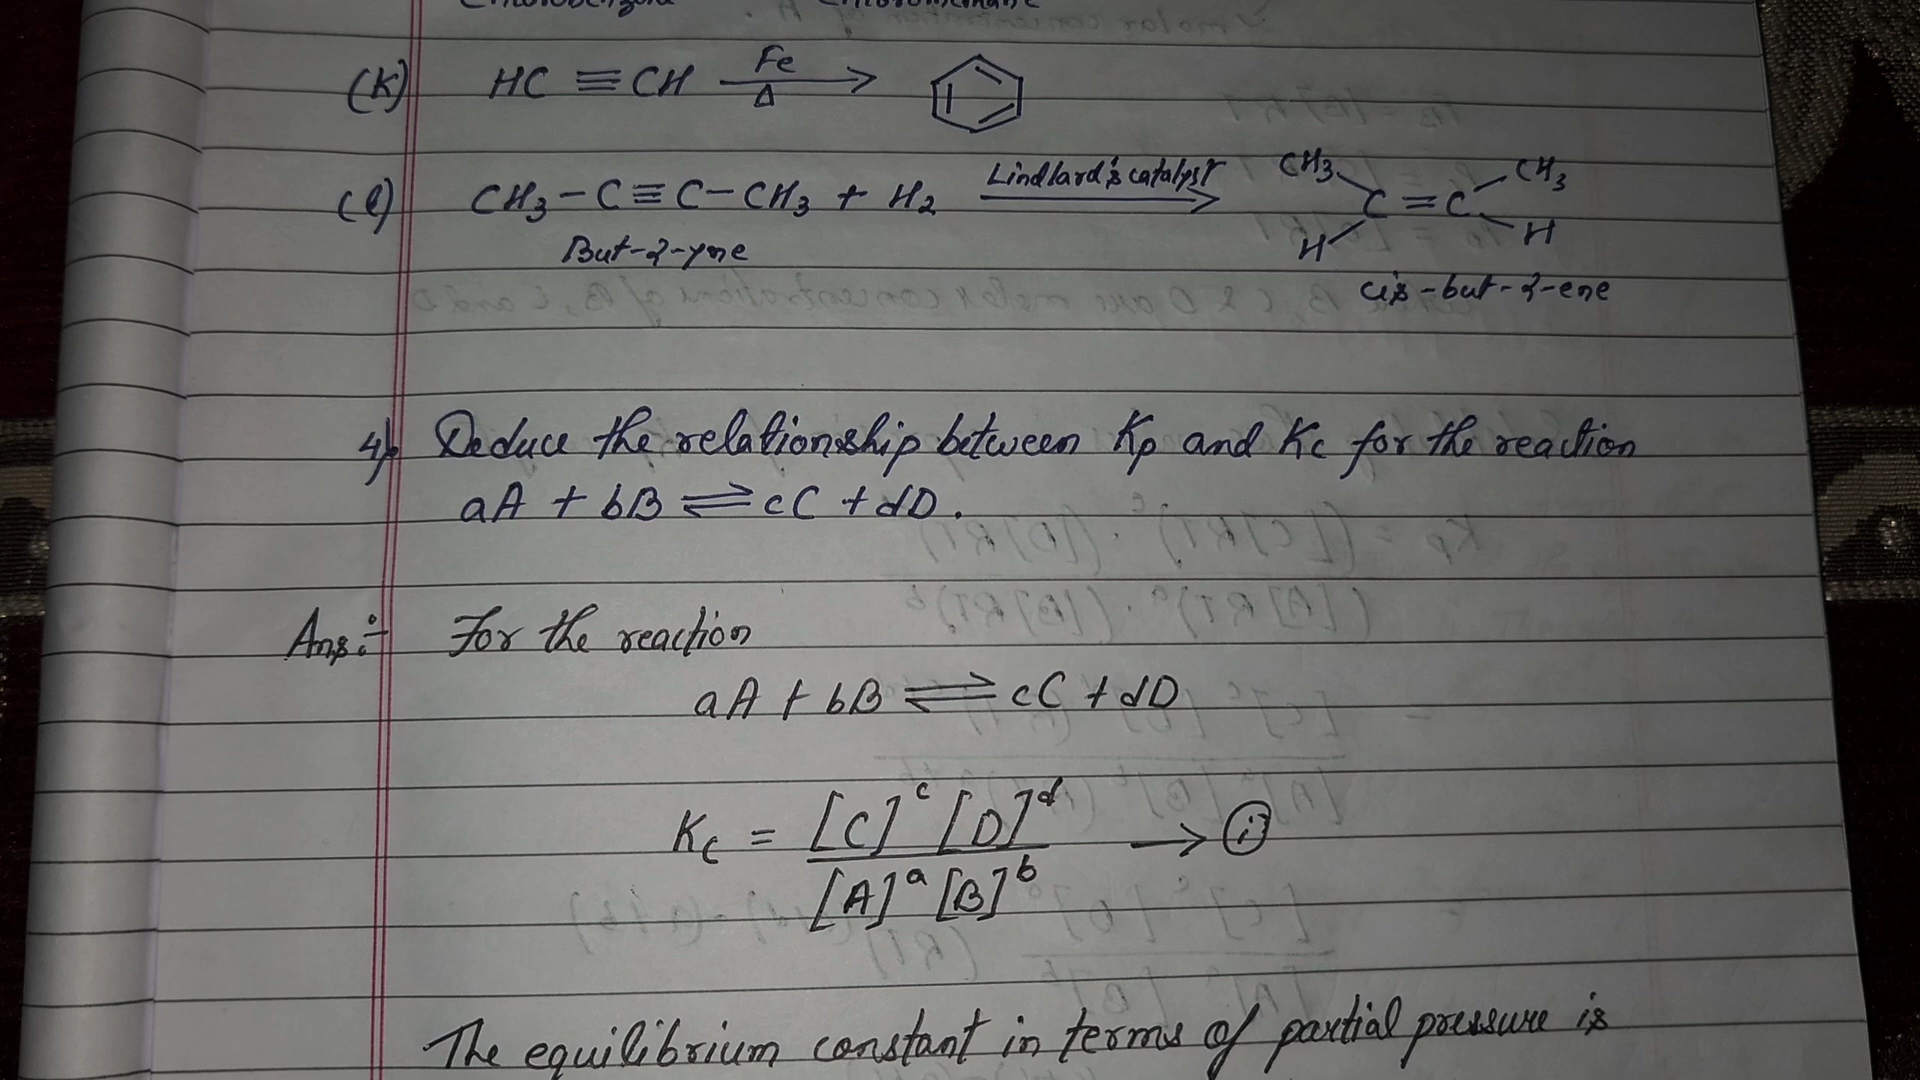 (K) HC ≡ CH Fe Δ →
(l) CH3 – C ≡ C – CH3 + H2 Lindlard's catalyst → CH3 CH3 C = C H H
But-2-yne
cis-but-2-ene
4) Deduce the relationship between Kp and Kc for the reaction
aA + bB ⇌ cC + dD.
Ans:- For the reaction
aA + bB ⇌ cC + dD
Kc = [C]^c [D]^d / [A]^a [B]^b → (i)
The equilibrium constant in terms of partial pressure is